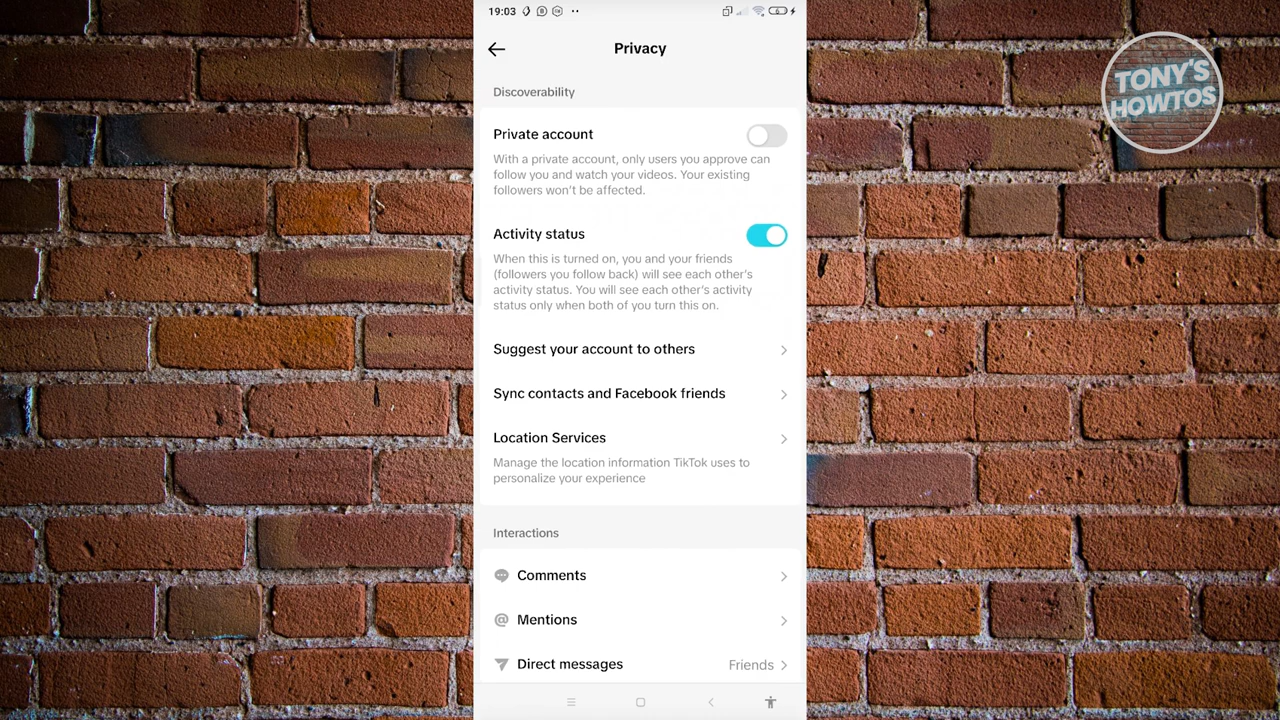 19:03
Privacy
TONY'S
HOWTOS
Discoverability
Private account
With a private account, only users you approve can
follow you and watch your videos. Your existing
followers won't be affected.
Activity status
When this is turned on, you and your friends
(followers you follow back) will see each other's
activity status. You will see each other's activity
status only when both of you turn this on.
Suggest your account to others
Sync contacts and Facebook friends
Location Services
Manage the location information TikTok uses to
personalize your experience
Interactions
Comments
Mentions
Direct messages Friends